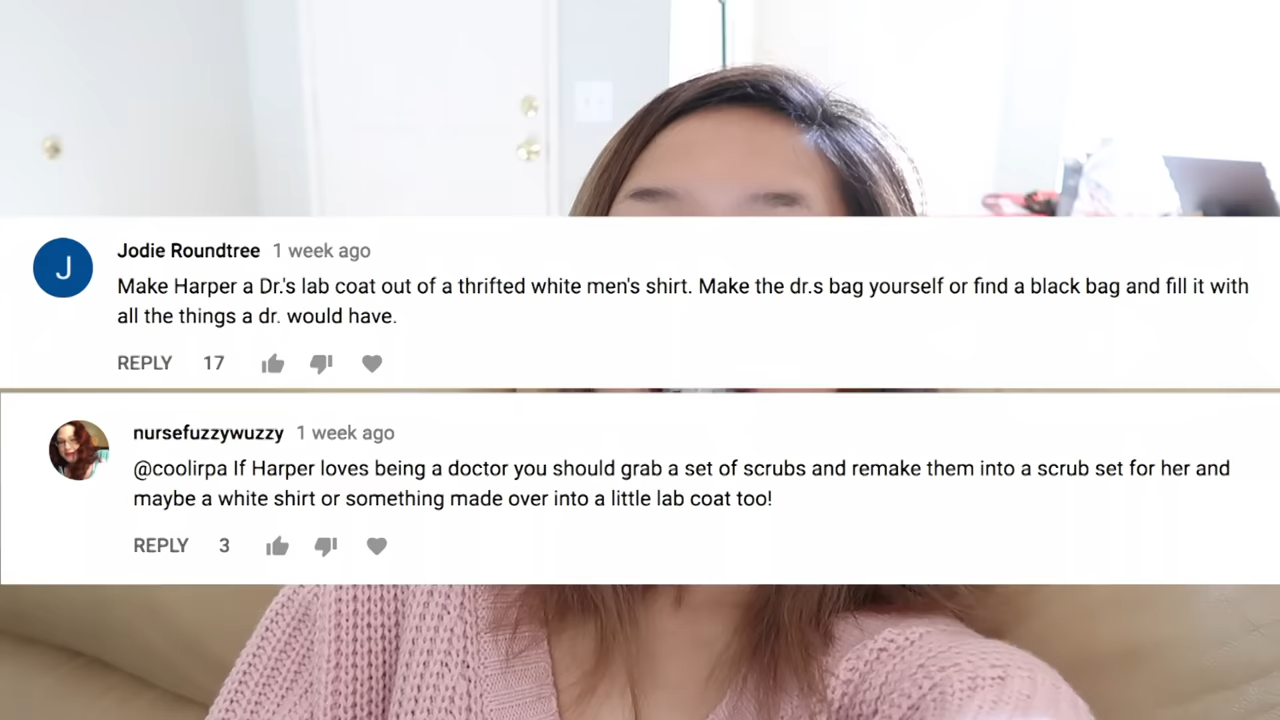 J
Jodie Roundtree 1 week ago
Make Harper a Dr.'s lab coat out of a thrifted white men's shirt. Make the dr.s bag yourself or find a black bag and fill it with
all the things a dr. would have.
REPLY 17
nursefuzzywuzzy 1 week ago
@coolirpa If Harper loves being a doctor you should grab a set of scrubs and remake them into a scrub set for her and
maybe a white shirt or something made over into a little lab coat too!
REPLY 3